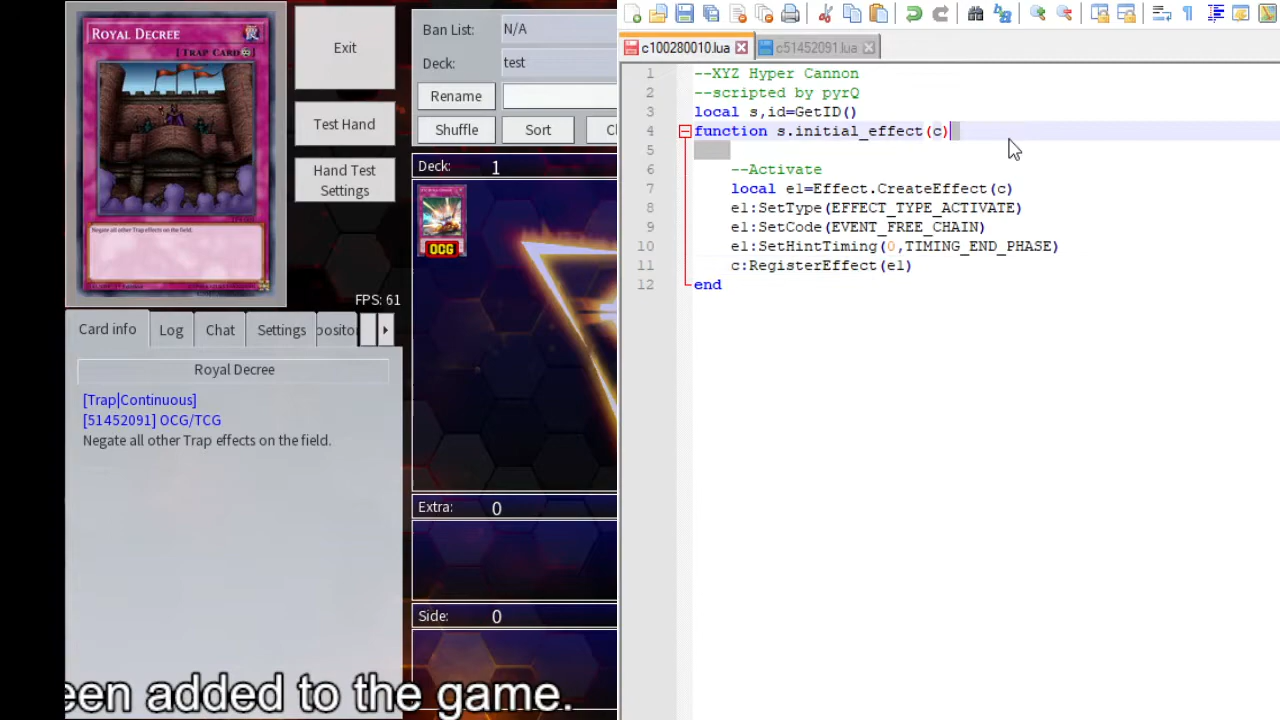 ROYAL DECREE
[TRAP CARD
Negate all other Trap effects on the field.
FPS: 61
Exit
Test Hand
Hand Test
Settings
Card info
Log
Chat
Settings
posito
Royal Decree
[Trap|Continuous]
[51452091] OCG/TCG
Negate all other Trap effects on the field.
Ban List:
N/A
Deck:
test
Rename
Shuffle
Sort
Deck:
1
OCG
Extra:
0
Side:
0
een added to the game.
c100280010.lua
c51452091.lua
1 --XYZ Hyper Cannon
2 --scripted by pyrQ
3 local s,id=GetID()
4 function s.initial_effect(c)
5
6 --Activate
7 local e1=Effect.CreateEffect(c)
8 e1:SetType(EFFECT_TYPE_ACTIVATE)
9 e1:SetCode(EVENT_FREE_CHAIN)
10 e1:SetHintTiming(0,TIMING_END_PHASE)
11 c:RegisterEffect(e1)
12 end